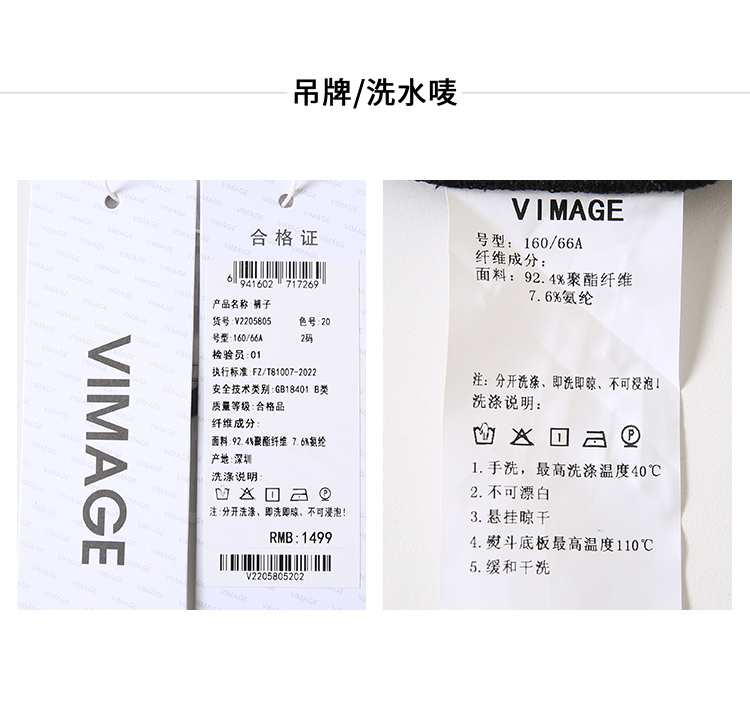 吊牌/洗水唛
VIMAGE
合格证
6 941602 717269
产品名称:裤子
货号:V2205805 色号:20
号型:160/66A 2码
检验员:01
执行标准:FZ/T81007-2022
安全技术类别:GB18401 B类
质量等级:合格品
纤维成分:
面料:92.4%聚酯纤维 7.6%氨纶
产地:深圳
洗涤说明:
注:分开洗涤、即洗即晾、不可浸泡!
RMB:1499
V2205805202
VIMAGE
号型: 160/66A
纤维成分:
面料: 92.4%聚酯纤维
7.6%氨纶
注: 分开洗涤、即洗即晾、不可浸泡!
洗涤说明:
1.手洗, 最高洗涤温度40℃
2.不可漂白
3.悬挂晾干
4.熨斗底板最高温度110℃
5.缓和干洗